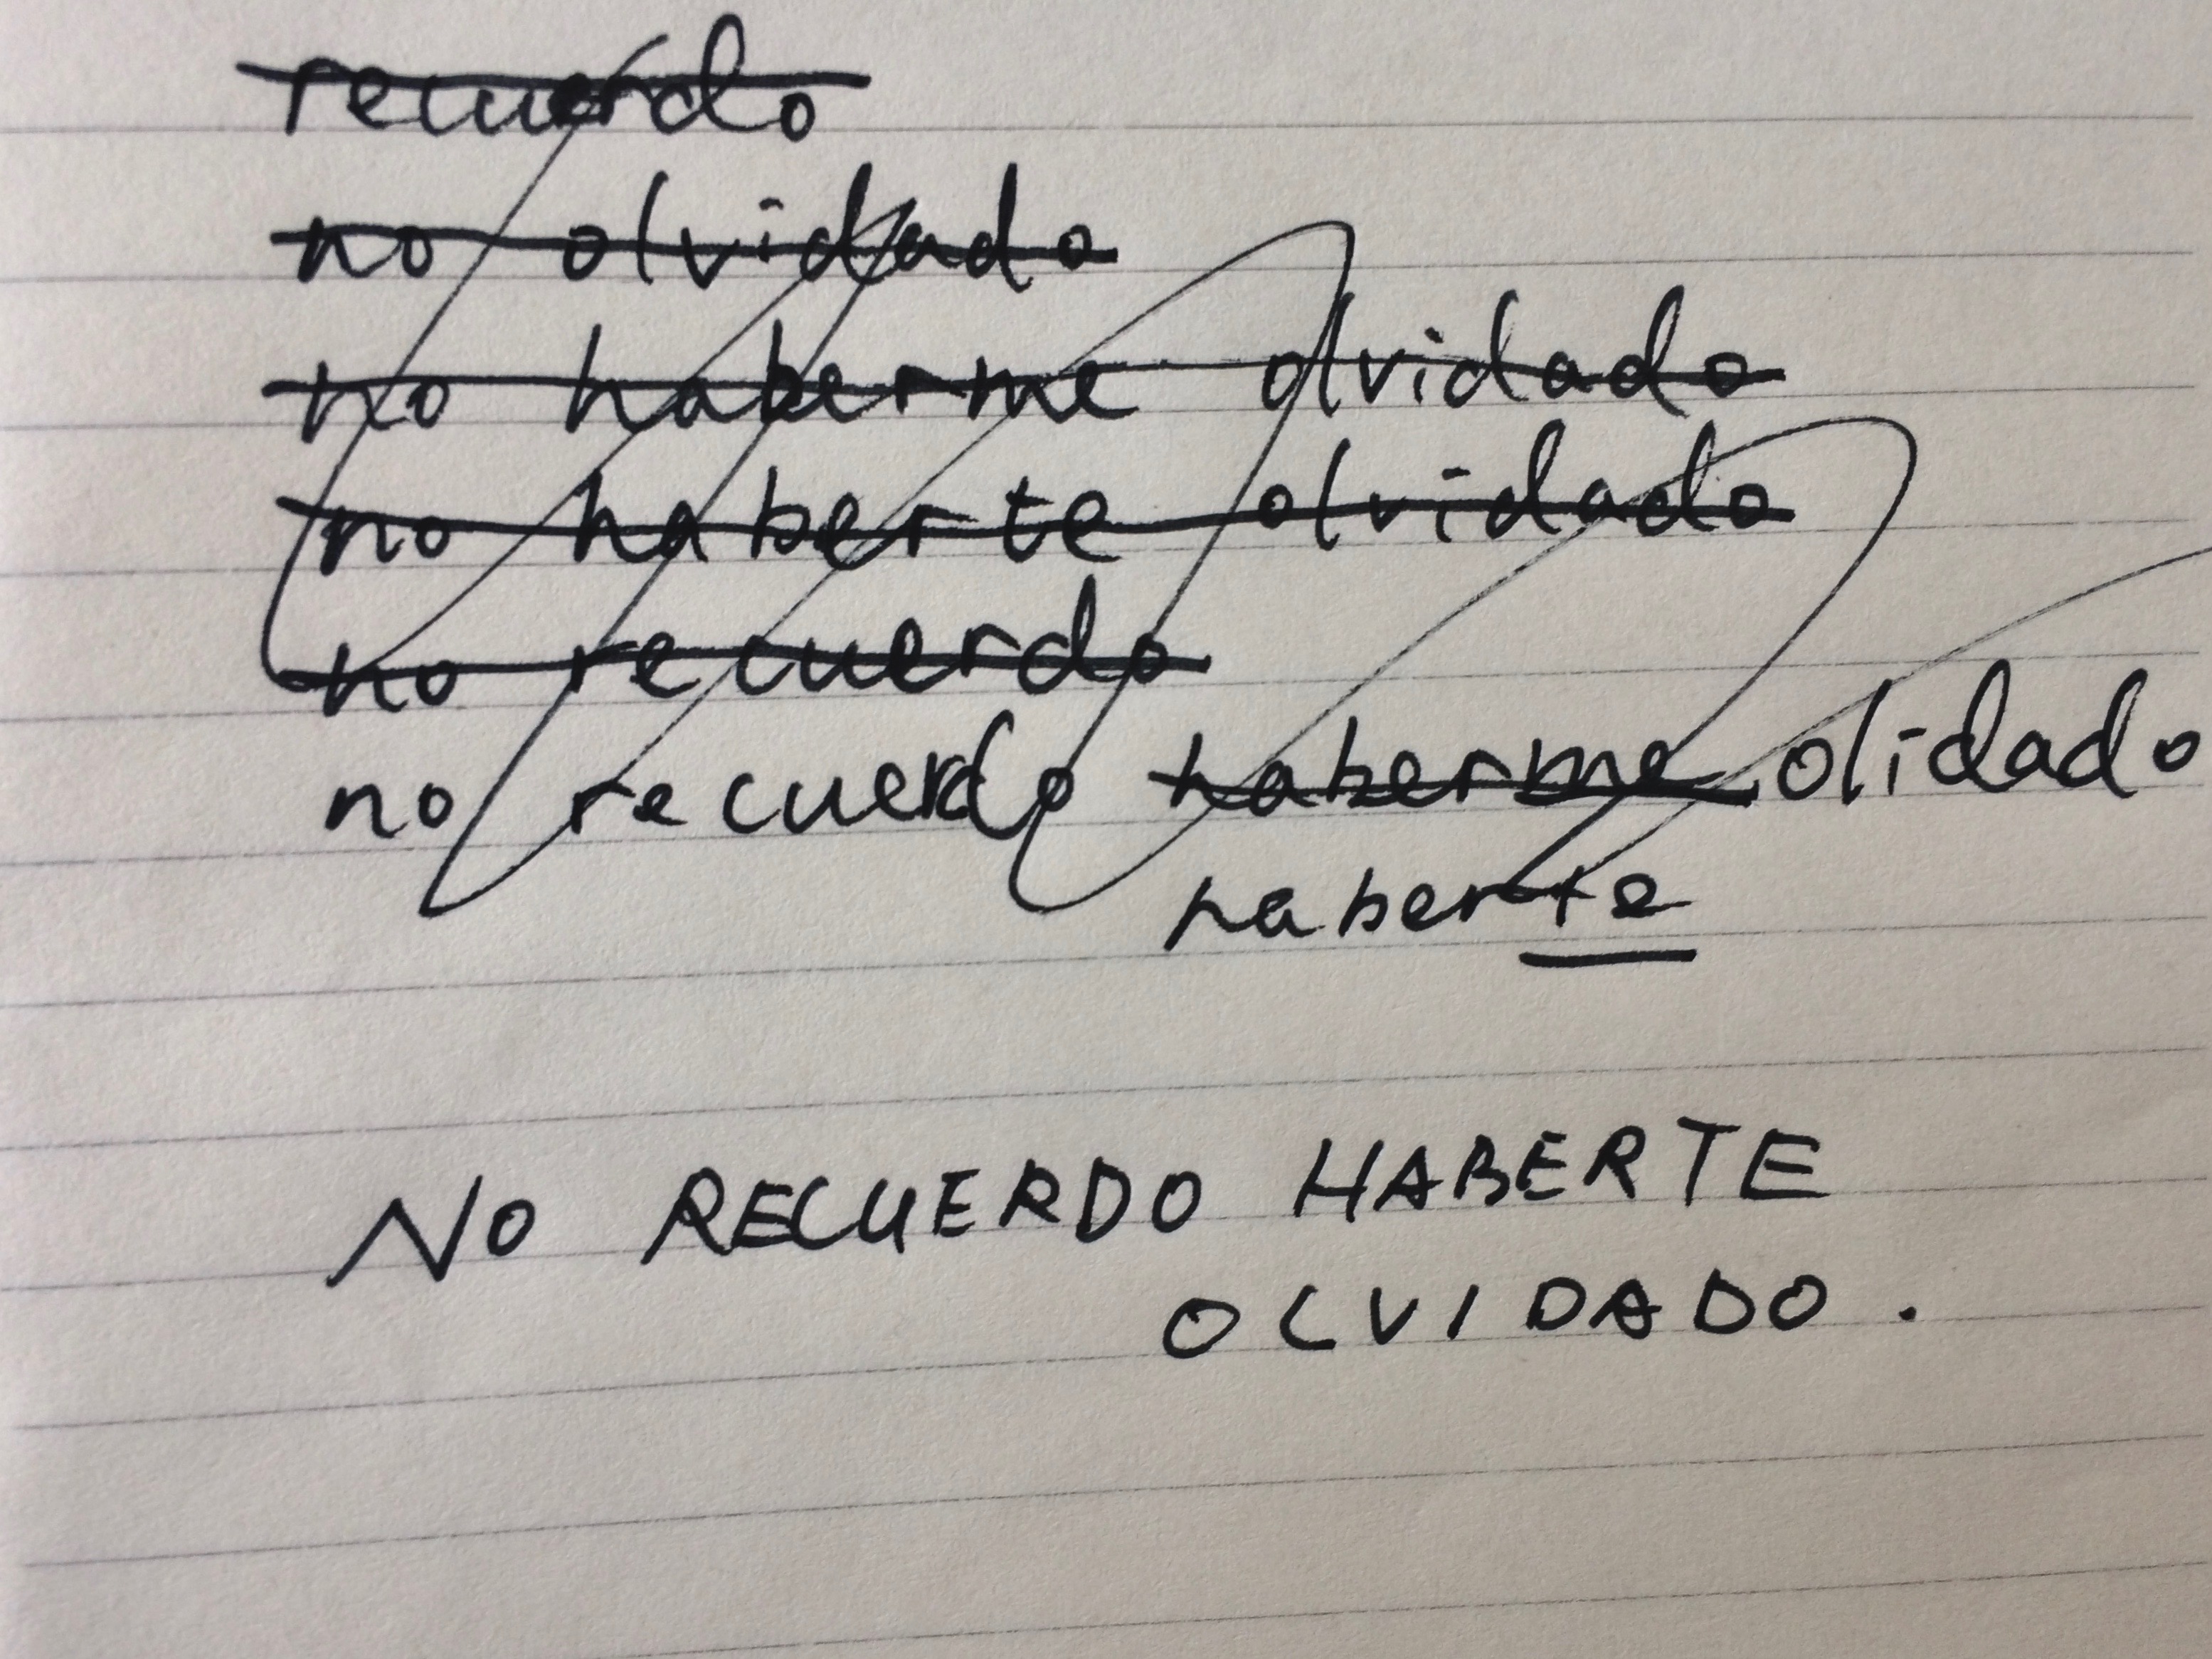 recuerdo
no olvidado
no haberme olvidado
no haberte olvidado
no recuerdo
no recuerdo haberme olidado
haberte
NO RECUERDO HABERTE
OLVIDADO.